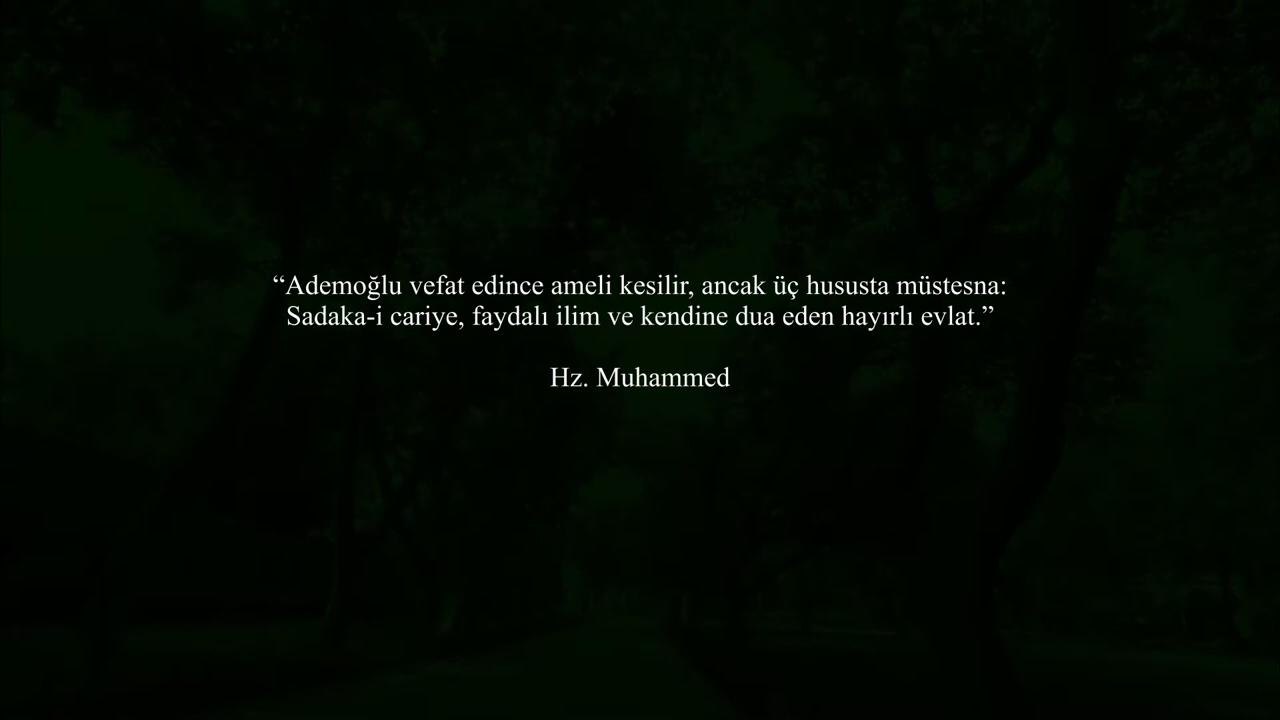 “Ademoğlu vefat edince ameli kesilir, ancak üç hususta müstesna:
Sadaka-i cariye, faydalı ilim ve kendine dua eden hayırlı evlat.”
Hz. Muhammed